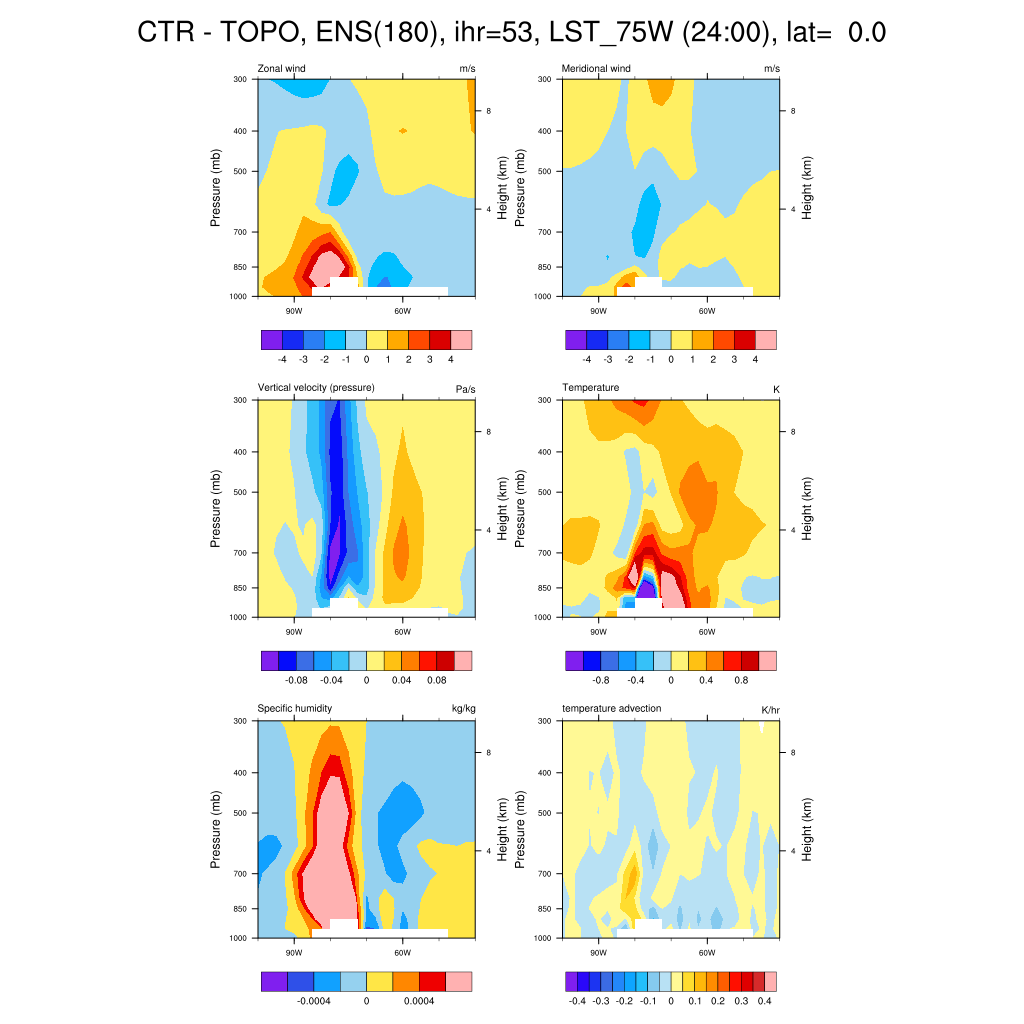 CTR - TOPO, ENS(180), ihr=53, LST_75W (24:00), lat= 0.0
Zonal wind m/s
Pressure (mb)
300
400
500
700
850
1000
90W 60W
8
4
Height (km)
-4 -3 -2 -1 0 1 2 3 4
Meridional wind m/s
Pressure (mb)
300
400
500
700
850
1000
90W 60W
8
4
Height (km)
-4 -3 -2 -1 0 1 2 3 4
Vertical velocity (pressure) Pa/s
Pressure (mb)
300
400
500
700
850
1000
90W 60W
8
4
Height (km)
-0.08 -0.04 0 0.04 0.08
Temperature K
Pressure (mb)
300
400
500
700
850
1000
90W 60W
8
4
Height (km)
-0.8 -0.4 0 0.4 0.8
Specific humidity kg/kg
Pressure (mb)
300
400
500
700
850
1000
90W 60W
8
4
Height (km)
-0.0004 0 0.0004
temperature advection K/hr
Pressure (mb)
300
400
500
700
850
1000
90W 60W
8
4
Height (km)
-0.4 -0.3 -0.2 -0.1 0 0.1 0.2 0.3 0.4